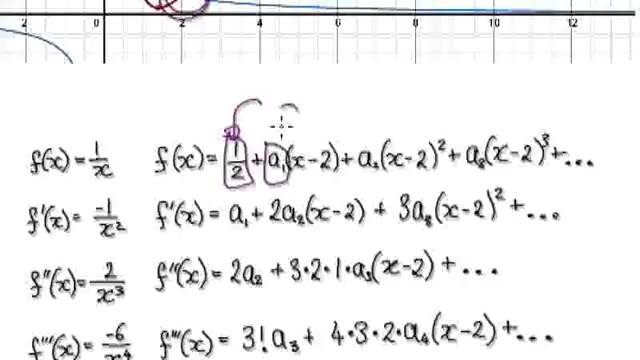 2 0 2 4 6 8 10 12
f(x)=1/x f(x)= 1/2 + a₁(x-2)+a₂(x-2)²+a₃(x-2)³+...
f'(x)=-1/x² f'(x)= a₁+2a₂(x-2) + 3a₃(x-2)²+...
f''(x)=2/x³ f''(x)= 2a₂ +3·2·1·a₃(x-2) + ...
f'''(x)=-6/x⁴ f'''(x)= 3!a₃ + 4·3·2·a₄(x-2)+...